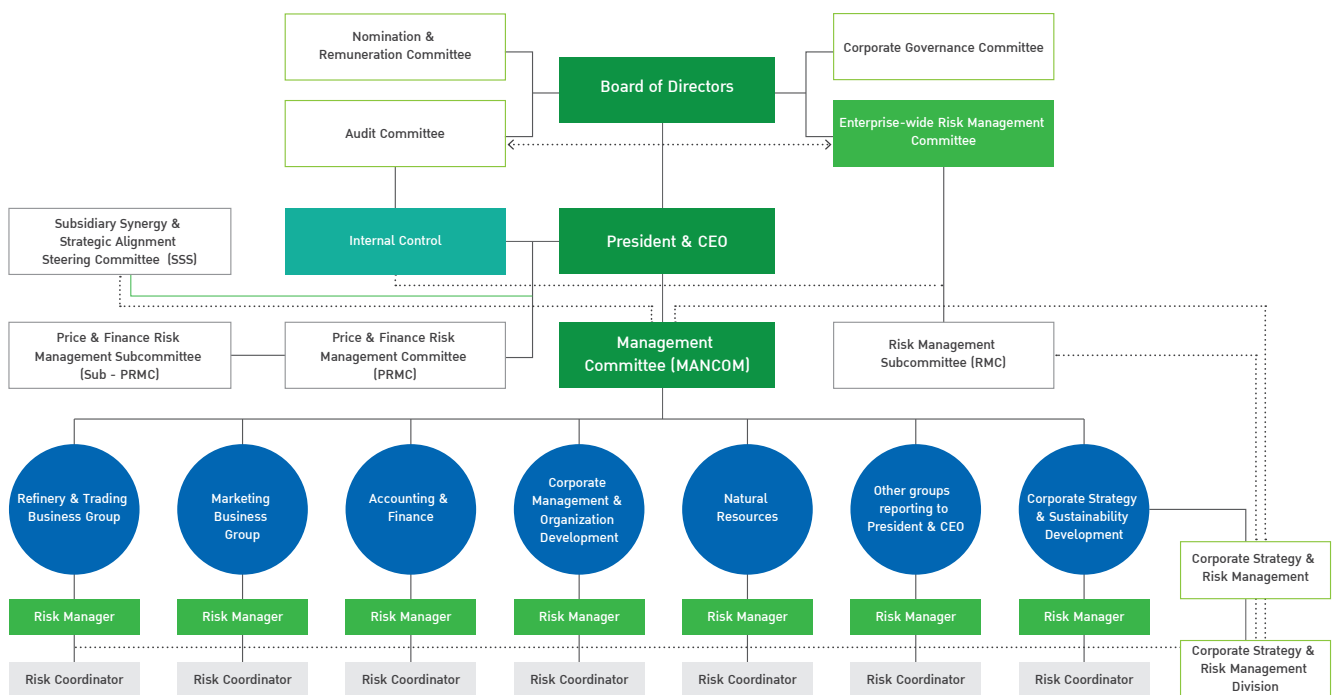 Nomination &
Remuneration Committee
Board of Directors
Corporate Governance Committee
Audit Committee
Enterprise-wide Risk Management
Committee
Subsidiary Synergy &
Strategic Alignment
Steering Committee (SSS)
Internal Control
President & CEO
Price & Finance Risk
Management Subcommittee
(Sub - PRMC)
Price & Finance Risk
Management Committee
(PRMC)
Management
Committee (MANCOM)
Risk Management
Subcommittee (RMC)
Refinery & Trading
Business Group
Marketing
Business
Group
Accounting &
Finance
Corporate
Management &
Organization
Development
Natural
Resources
Other groups
reporting to
President & CEO
Corporate Strategy
& Sustainability
Development
Corporate Strategy &
Risk Management
Risk Manager
Risk Manager
Risk Manager
Risk Manager
Risk Manager
Risk Manager
Risk Manager
Corporate Strategy &
Risk Management
Division
Risk Coordinator
Risk Coordinator
Risk Coordinator
Risk Coordinator
Risk Coordinator
Risk Coordinator
Risk Coordinator